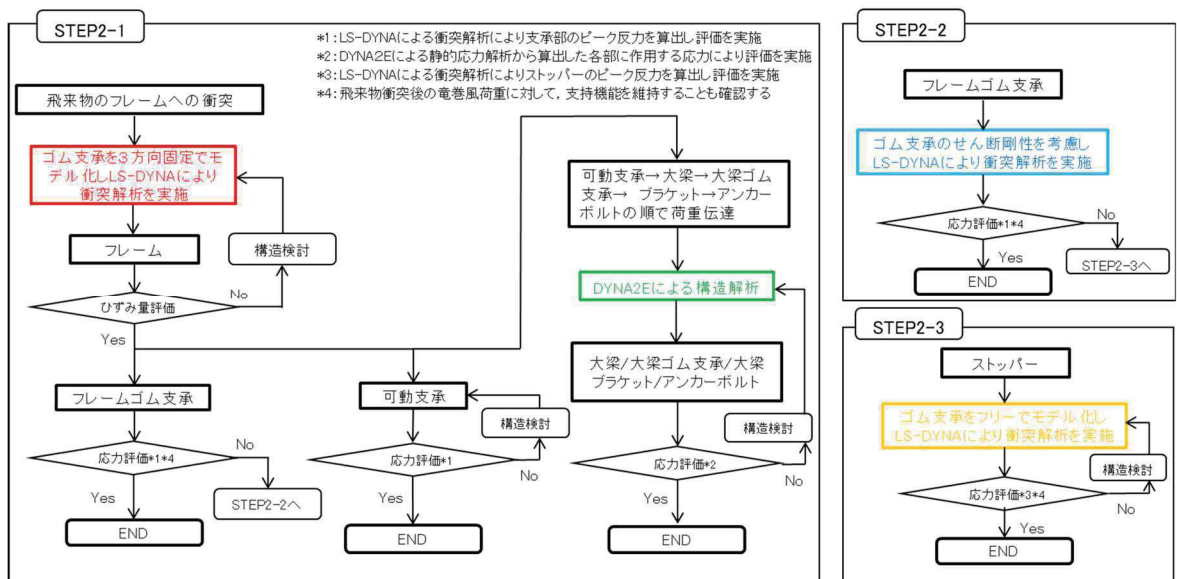 STEP2-1
*1:LS-DYNAによる衝突解析により支承部のピーク反力を算出し評価を実施
*2:DYNA2Eによる静的応力解析から算出した各部に作用する応力により評価を実施
*3:LS-DYNAによる衝突解析によりストッパーのピーク反力を算出し評価を実施
*4:飛来物衝突後の竜巻風荷重に対して,支持機能を維持することも確認する
飛来物のフレームへの衝突
ゴム支承を3方向固定でモ
デル化しLS-DYNAにより
衝突解析を実施
フレーム
構造検討
ひずみ量評価
No
Yes
フレームゴム支承
応力評価*1*4
No
Yes
STEP2-2へ
END
可動支承
構造検討
応力評価*1
No
Yes
END
可動支承→大梁→大梁ゴム
支承→ ブラケット→アンカー
ボルトの順で荷重伝達
DYNA2Eによる構造解析
大梁/大梁ゴム支承/大梁
ブラケット/アンカーボルト
構造検討
応力評価*2
No
Yes
END
STEP2-2
フレームゴム支承
ゴム支承のせん断剛性を考慮し
LS-DYNAにより衝突解析を実施
応力評価*1*4
No
Yes
STEP2-3へ
END
STEP2-3
ストッパー
ゴム支承をフリーでモデル化し
LS-DYNAにより衝突解析を実施
構造検討
応力評価*3*4
No
Yes
END